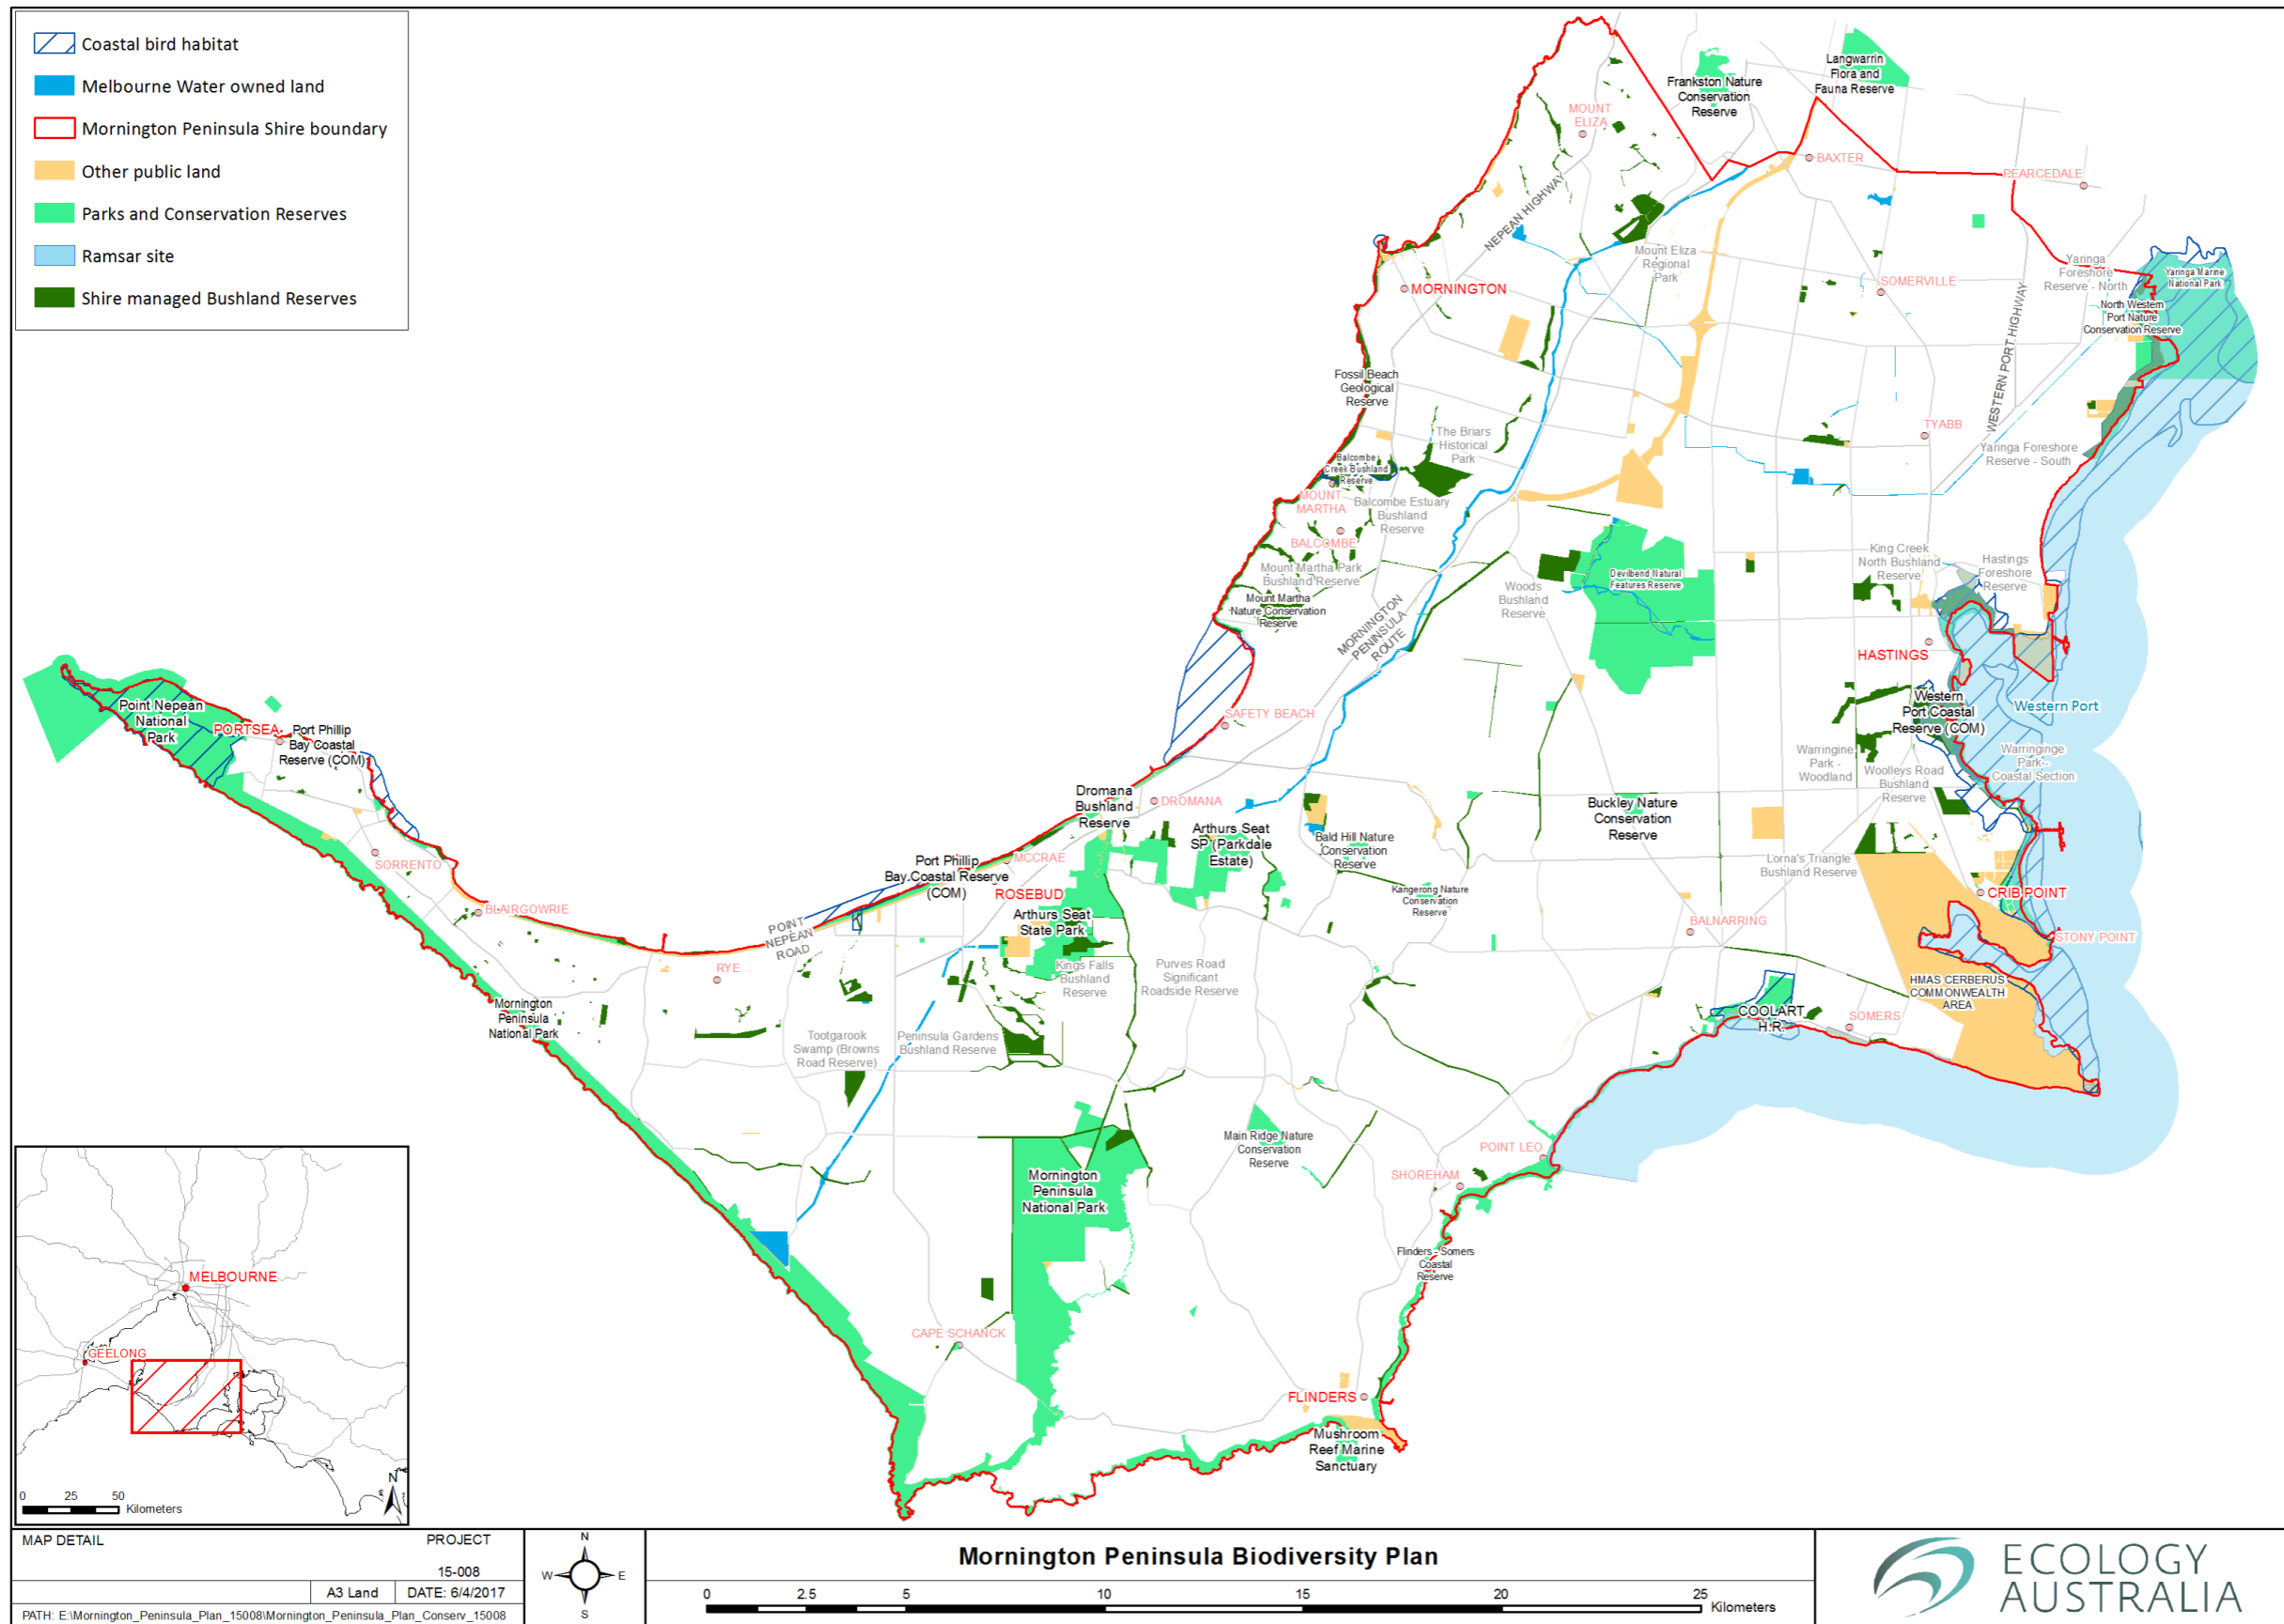 Coastal bird habitat
Melbourne Water owned land
Mornington Peninsula Shire boundary
Other public land
Parks and Conservation Reserves
Ramsar site
Shire managed Bushland Reserves
Langwarrin
Flora and
Fauna Reserve
Frankston Nature
Conservation
Reserve
MOUNT
ELIZA
BAXTER
PEARCEDALE
NEPEAN HIGHWAY
Mount Eliza
Regional
Park
SOMERVILLE
MORNINGTON
Yaringa
Foreshore
Reserve - North
Yaringa Marine
National Park
North Western
Port Nature
Conservation Reserve
WESTERN PORT HIGHWAY
Fossil Beach
Geological
Reserve
The Briars
Historical
Park
TYABB
Yaringa Foreshore
Reserve - South
Balcombe
Creek Bushland
Reserve
MOUNT
MARTHA
Balcombe Estuary
Bushland
Reserve
BALCOMBE
Mount Martha Park
Bushland Reserve
Mount Martha
Nature Conservation
Reserve
MORNINGTON
PENINSULA
ROUTE
Woods
Bushland
Reserve
Devilbend Natural
Features Reserve
King Creek
North Bushland
Reserve
Hastings
Foreshore
Reserve
HASTINGS
Western
Port Coastal
Reserve (COM)
Western Port
Warringine
Park -
Woodland
Warringinge
Park -
Coastal Section
Woolleys Road
Bushland
Reserve
Point Nepean
National
Park
PORTSEA
Port Phillip
Bay Coastal
Reserve (COM)
SAFETY BEACH
Dromana
Bushland
Reserve
DROMANA
Arthurs Seat
SP (Parkdale
Estate)
Bald Hill Nature
Conservation
Reserve
Buckley Nature
Conservation
Reserve
Lorna's Triangle
Bushland Reserve
SORRENTO
MCCRAE
Port Phillip
Bay Coastal Reserve
(COM)
ROSEBUD
Arthurs Seat
State Park
Kangerong Nature
Conservation
Reserve
CRIB POINT
BLAIRGOWRIE
POINT
NEPEAN
ROAD
BALNARRING
STONY POINT
RYE
Kings Falls
Bushland
Reserve
Purves Road
Significant
Roadside Reserve
HMAS CERBERUS
COMMONWEALTH
AREA
Mornington
Peninsula
National Park
COOLART
H.R.
SOMERS
Tootgarook
Swamp (Browns
Road Reserve)
Peninsula Gardens
Bushland Reserve
Main Ridge Nature
Conservation
Reserve
POINT LEO
SHOREHAM
Mornington
Peninsula
National Park
Flinders - Somers
Coastal
Reserve
CAPE SCHANCK
FLINDERS
Mushroom
Reef Marine
Sanctuary
MELBOURNE
GEELONG
N
0 25 50
Kilometers
MAP DETAIL
PROJECT
15-008
A3 Land
DATE: 6/4/2017
PATH: E:\Mornington_Peninsula_Plan_15008\Mornington_Peninsula_Plan_Conserv_15008
N
W E
S
Mornington Peninsula Biodiversity Plan
0 2.5 5 10 15 20 25
Kilometers
ECOLOGY
AUSTRALIA